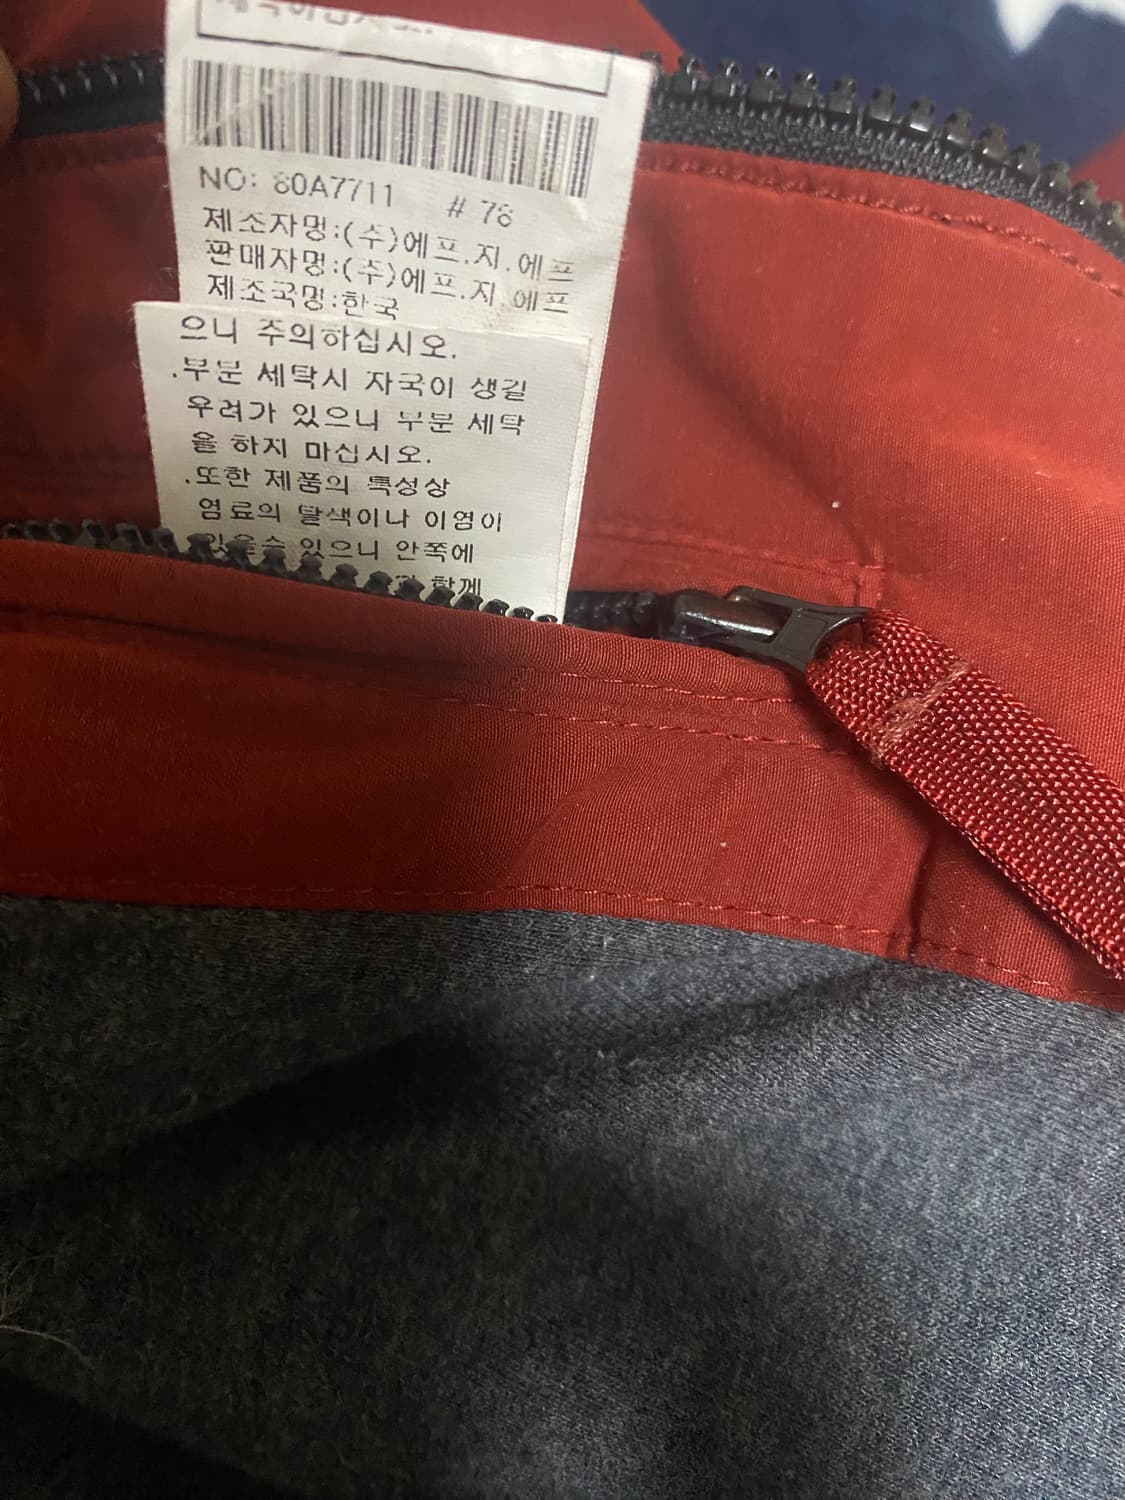 NO: 80A7711 # 78
제조자명:(주)에프.지.에프
판매자명:(주)에프.지.에프
제조국명:한국
으니 주의하십시오.
.부분 세탁시 자국이 생길
우려가 있으니 부분 세탁
을 하지 마십시오.
.또한 제품의 특성상
염료의 탈색이나 이염이
있을수 있으니 안쪽에
함께